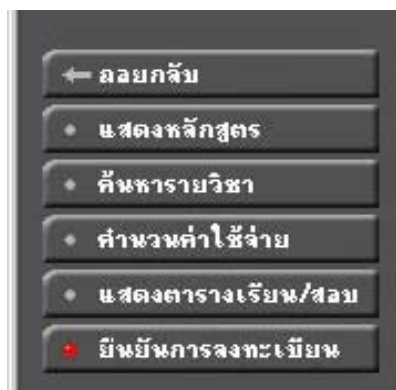 ถอยกลับ
แสดงหลักสูตร
ค้นหารายวิชา
คำนวนค่าใช้จ่าย
แสดงตารางเรียน/สอบ
ยืนยันการลงทะเบียน